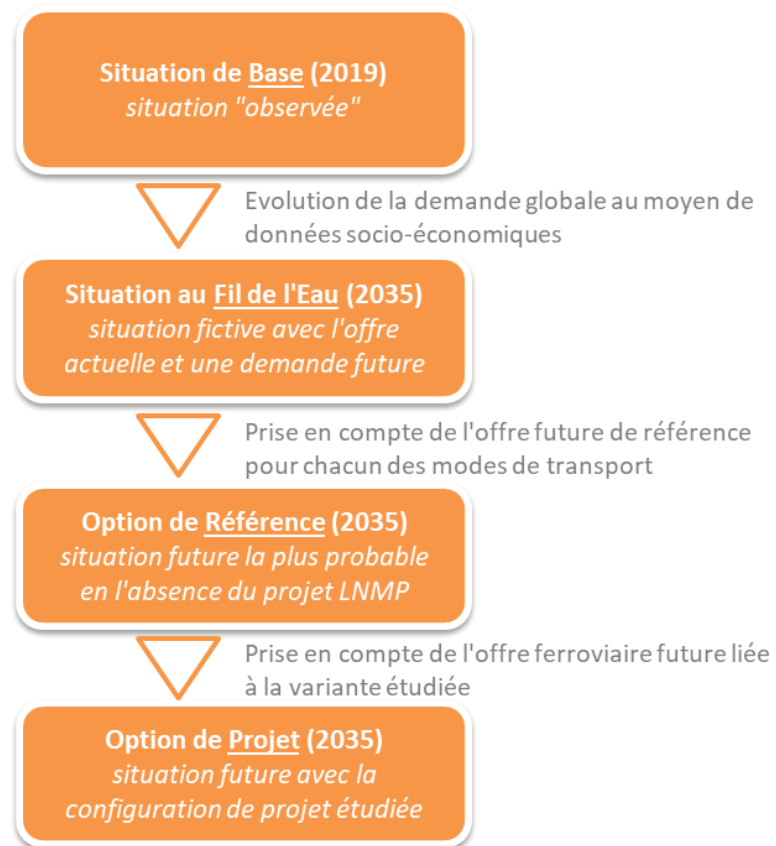 Situation de Base (2019)
situation "observée"
Evolution de la demande globale au moyen de
données socio-économiques
Situation au Fil de l'Eau (2035)
situation fictive avec l'offre
actuelle et une demande future
Prise en compte de l'offre future de référence
pour chacun des modes de transport
Option de Référence (2035)
situation future la plus probable
en l'absence du projet LNMP
Prise en compte de l'offre ferroviaire future liée
à la variante étudiée
Option de Projet (2035)
situation future avec la
configuration de projet étudiée